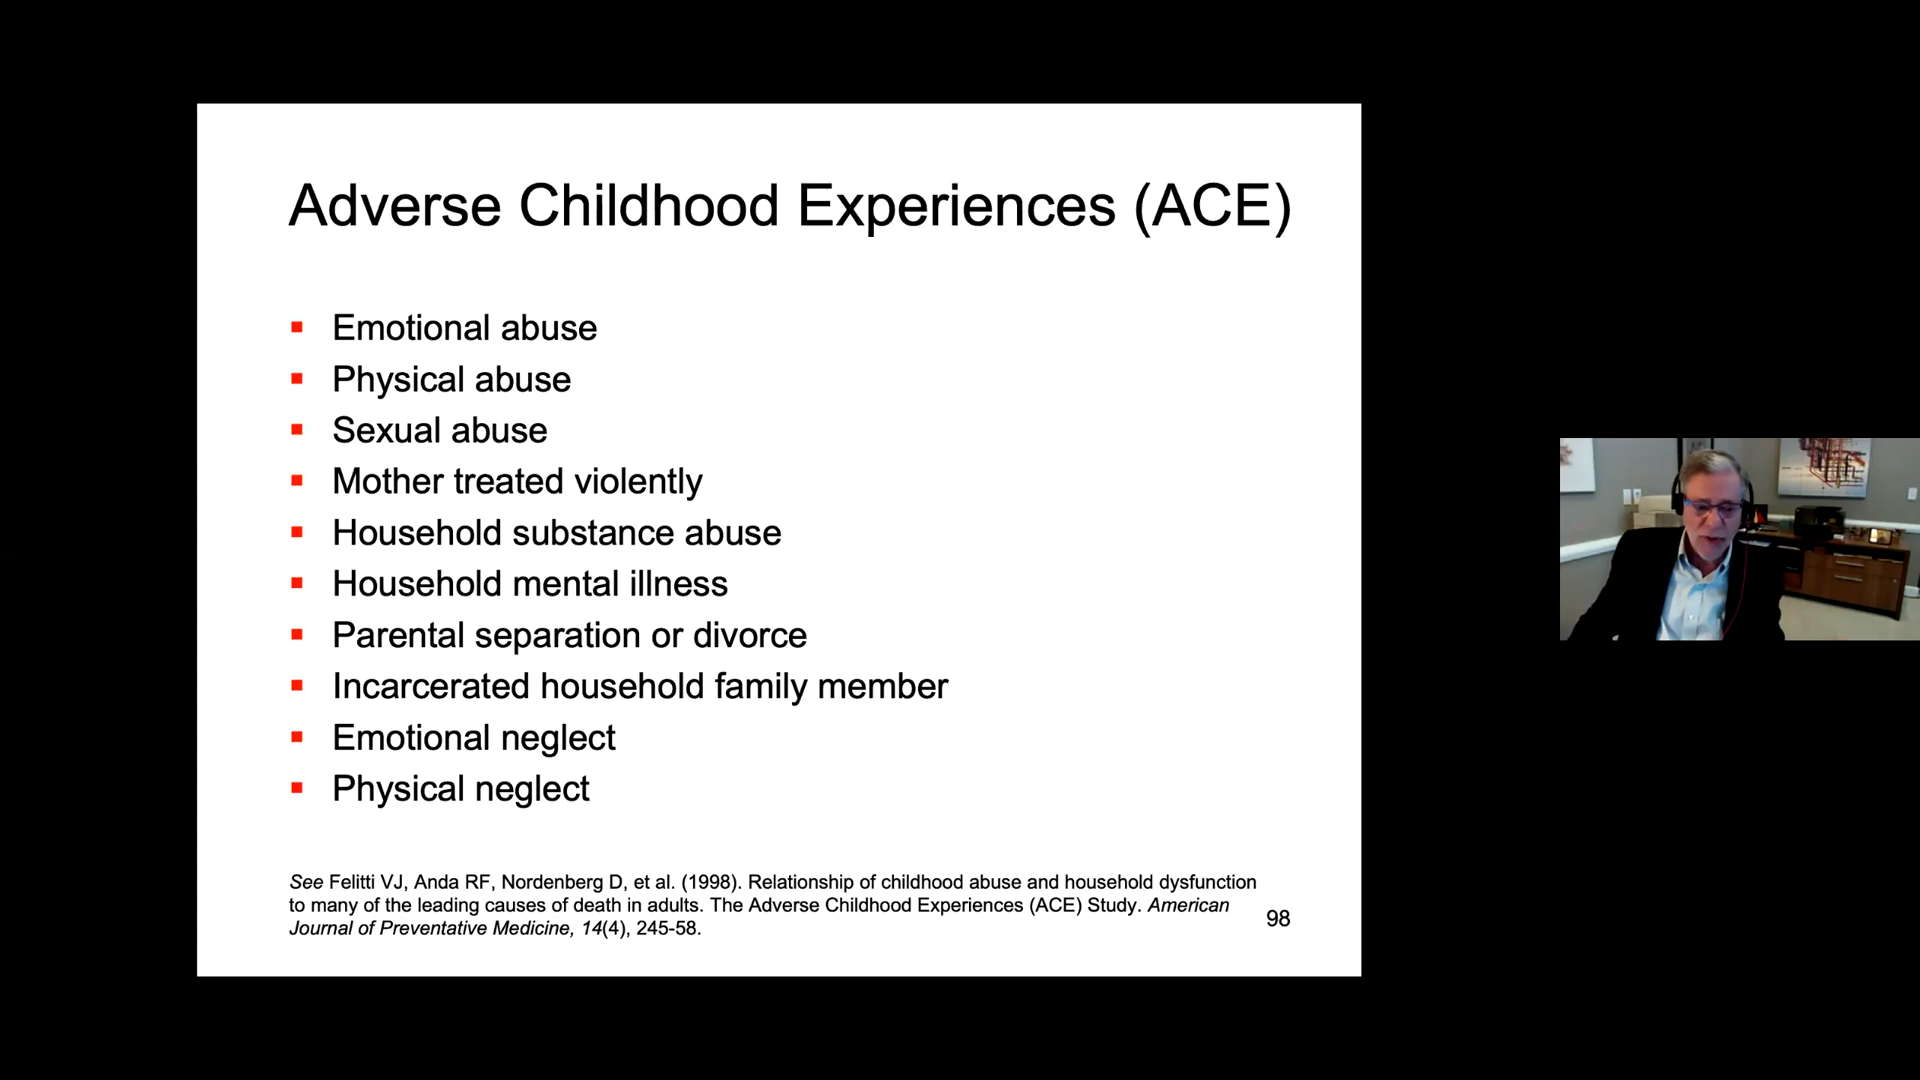 Adverse Childhood Experiences (ACE)
Emotional abuse
Physical abuse
Sexual abuse
Mother treated violently
Household substance abuse
Household mental illness
Parental separation or divorce
Incarcerated household family member
Emotional neglect
Physical neglect
See Felitti VJ, Anda RF, Nordenberg D, et al. (1998). Relationship of childhood abuse and household dysfunction
to many of the leading causes of death in adults. The Adverse Childhood Experiences (ACE) Study. American
Journal of Preventative Medicine, 14(4), 245-58.
98